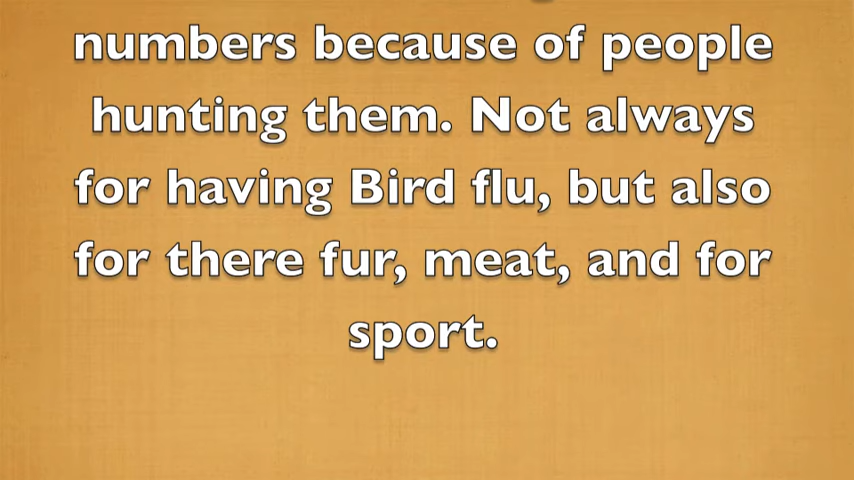 numbers because of people
hunting them. Not always
for having Bird flu, but also
for there fur, meat, and for
sport.